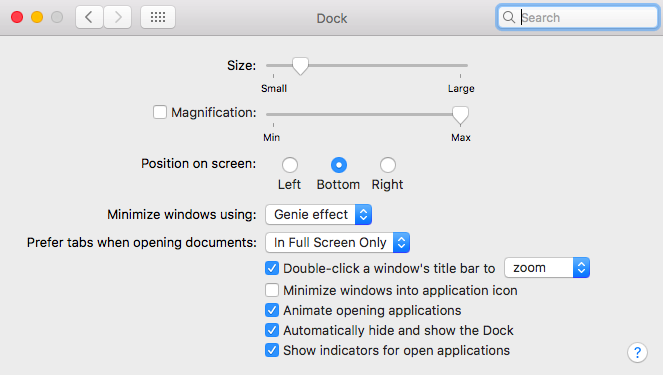 Dock
Search
Size:
Small Large
Magnification:
Min Max
Position on screen:
Left Bottom Right
Minimize windows using: Genie effect
Prefer tabs when opening documents: In Full Screen Only
Double-click a window's title bar to zoom
Minimize windows into application icon
Animate opening applications
Automatically hide and show the Dock
Show indicators for open applications
?